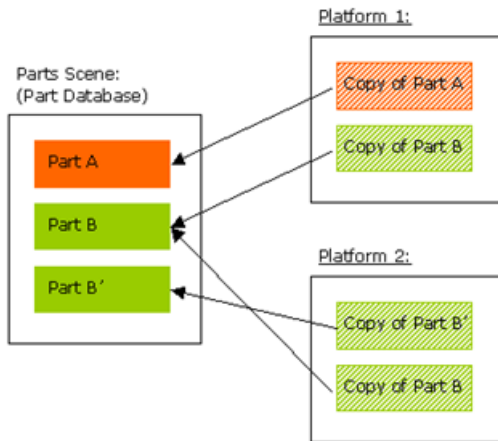 Parts Scene:
(Part Database)
Part A
Part B
Part B′
Platform 1:
Copy of Part A
Copy of Part B
Platform 2:
Copy of Part B′
Copy of Part B